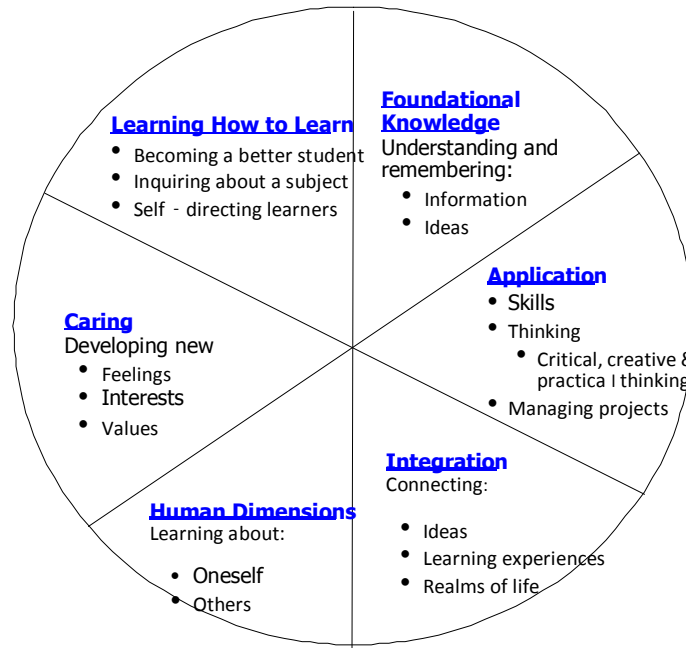 Foundational
Knowledge
Understanding and
remembering:
• Information
• Ideas
Application
• Skills
• Thinking
• Critical, creative &
practica l thinking
• Managing projects
Integration
Connecting:
• Ideas
• Learning experiences
• Realms of life
Human Dimensions
Learning about:
• Oneself
• Others
Caring
Developing new
• Feelings
• Interests
• Values
Learning How to Learn
• Becoming a better student
• Inquiring about a subject
• Self - directing learners